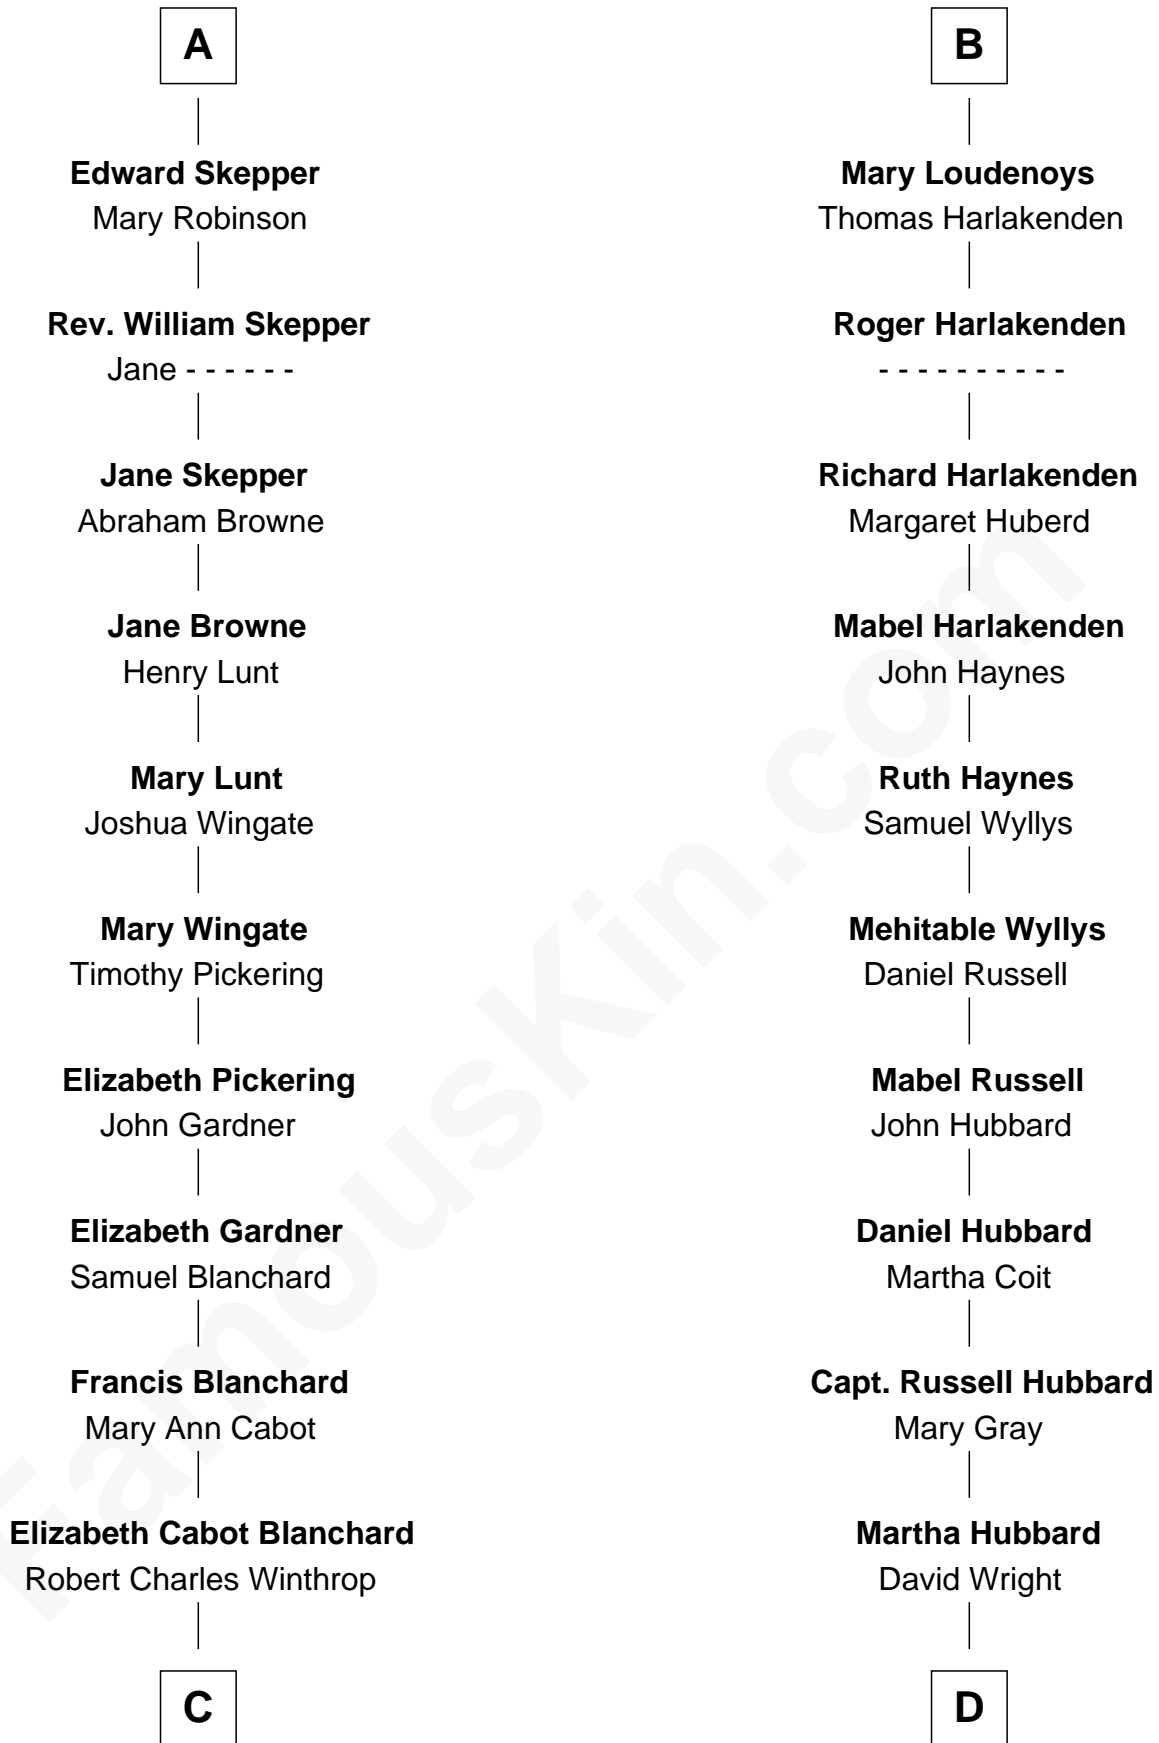 A
Edward Skepper
Mary Robinson
Rev. William Skepper
Jane - - - - - -
Jane Skepper
Abraham Browne
Jane Browne
Henry Lunt
Mary Lunt
Joshua Wingate
Mary Wingate
Timothy Pickering
Elizabeth Pickering
John Gardner
Elizabeth Gardner
Samuel Blanchard
Francis Blanchard
Mary Ann Cabot
Elizabeth Cabot Blanchard
Robert Charles Winthrop
C
B
Mary Loudenoys
Thomas Harlakenden
Roger Harlakenden
- - - - - - - - - -
Richard Harlakenden
Margaret Huberd
Mabel Harlakenden
John Haynes
Ruth Haynes
Samuel Wyllys
Mehitable Wyllys
Daniel Russell
Mabel Russell
John Hubbard
Daniel Hubbard
Martha Coit
Capt. Russell Hubbard
Mary Gray
Martha Hubbard
David Wright
D
FamousKin.com